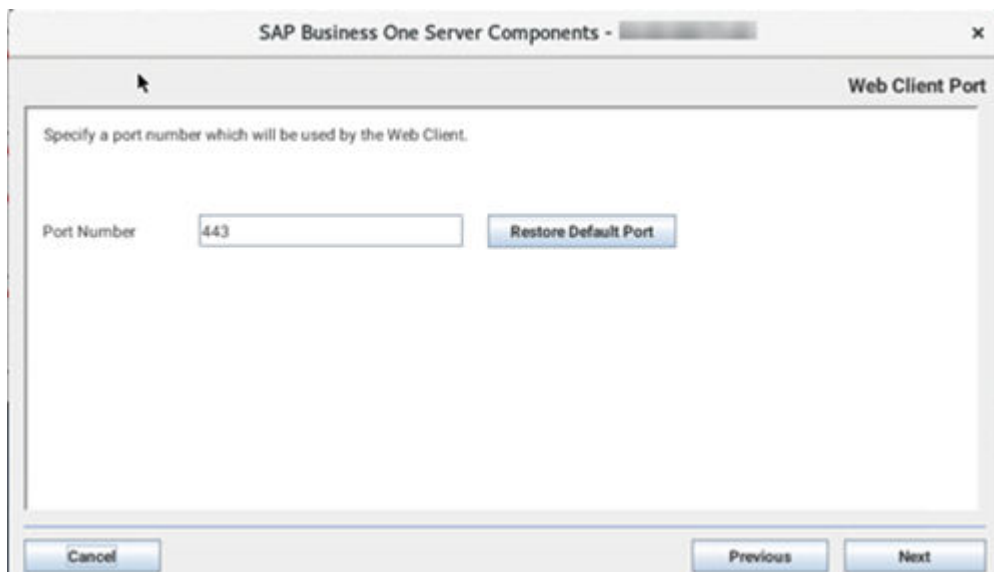 SAP Business One Server Components -
Web Client Port
Specify a port number which will be used by the Web Client.
Port Number 443 Restore Default Port
Cancel Previous Next